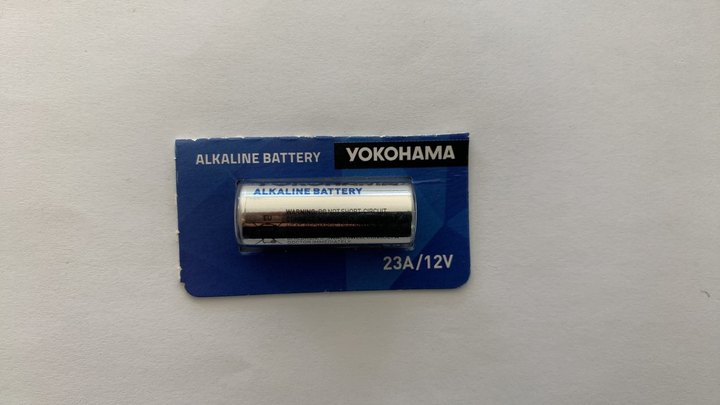 ALKALINE BATTERY YOKOHAMA
ALKALINE BATTERY
WARNING: DO NOT SHORT-CIRCUIT
23A/12V